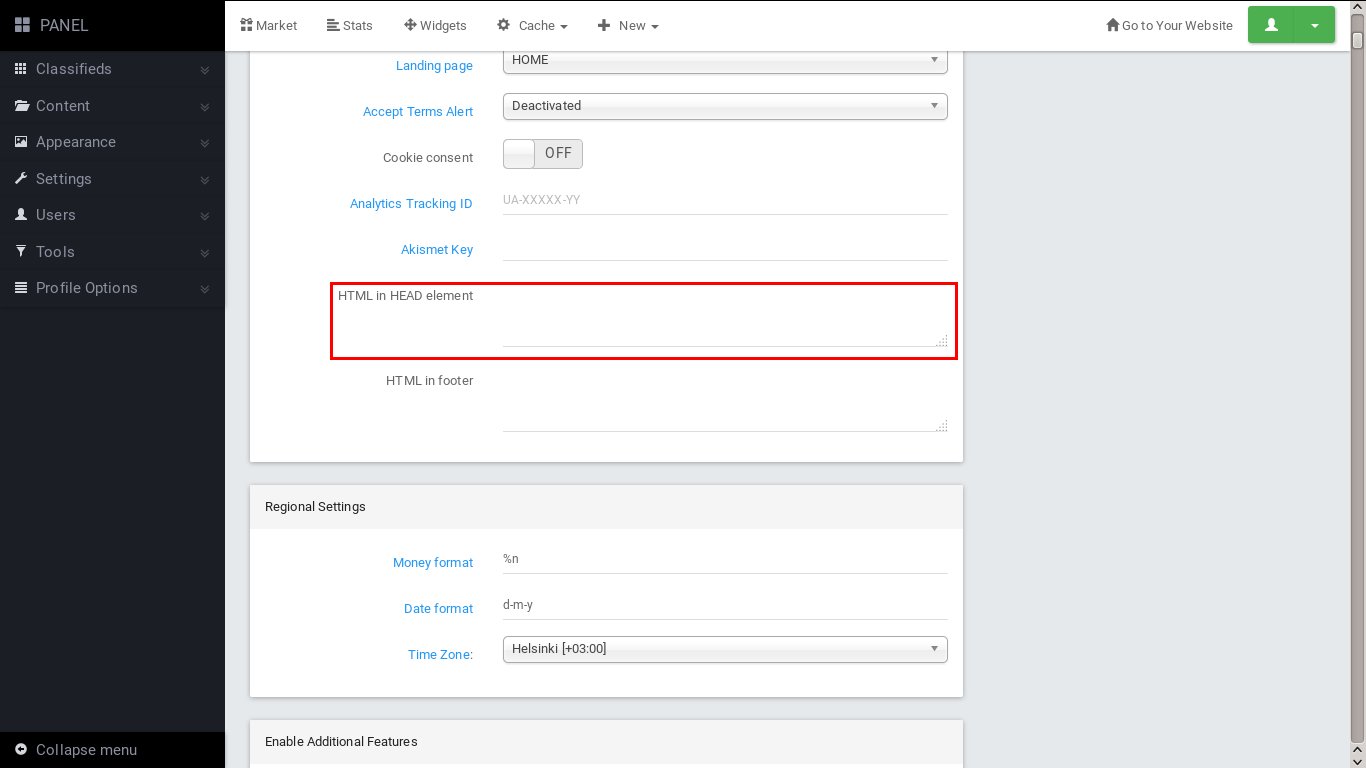 PANEL
Market
Stats
Widgets
Cache
New
Go to Your Website
Classifieds
Content
Appearance
Settings
Users
Tools
Profile Options
Collapse menu
Landing page HOME
Accept Terms Alert Deactivated
Cookie consent OFF
Analytics Tracking ID UA-XXXXX-YY
Akismet Key
HTML in HEAD element
HTML in footer
Regional Settings
Money format %n
Date format d-m-y
Time Zone: Helsinki [+03:00]
Enable Additional Features